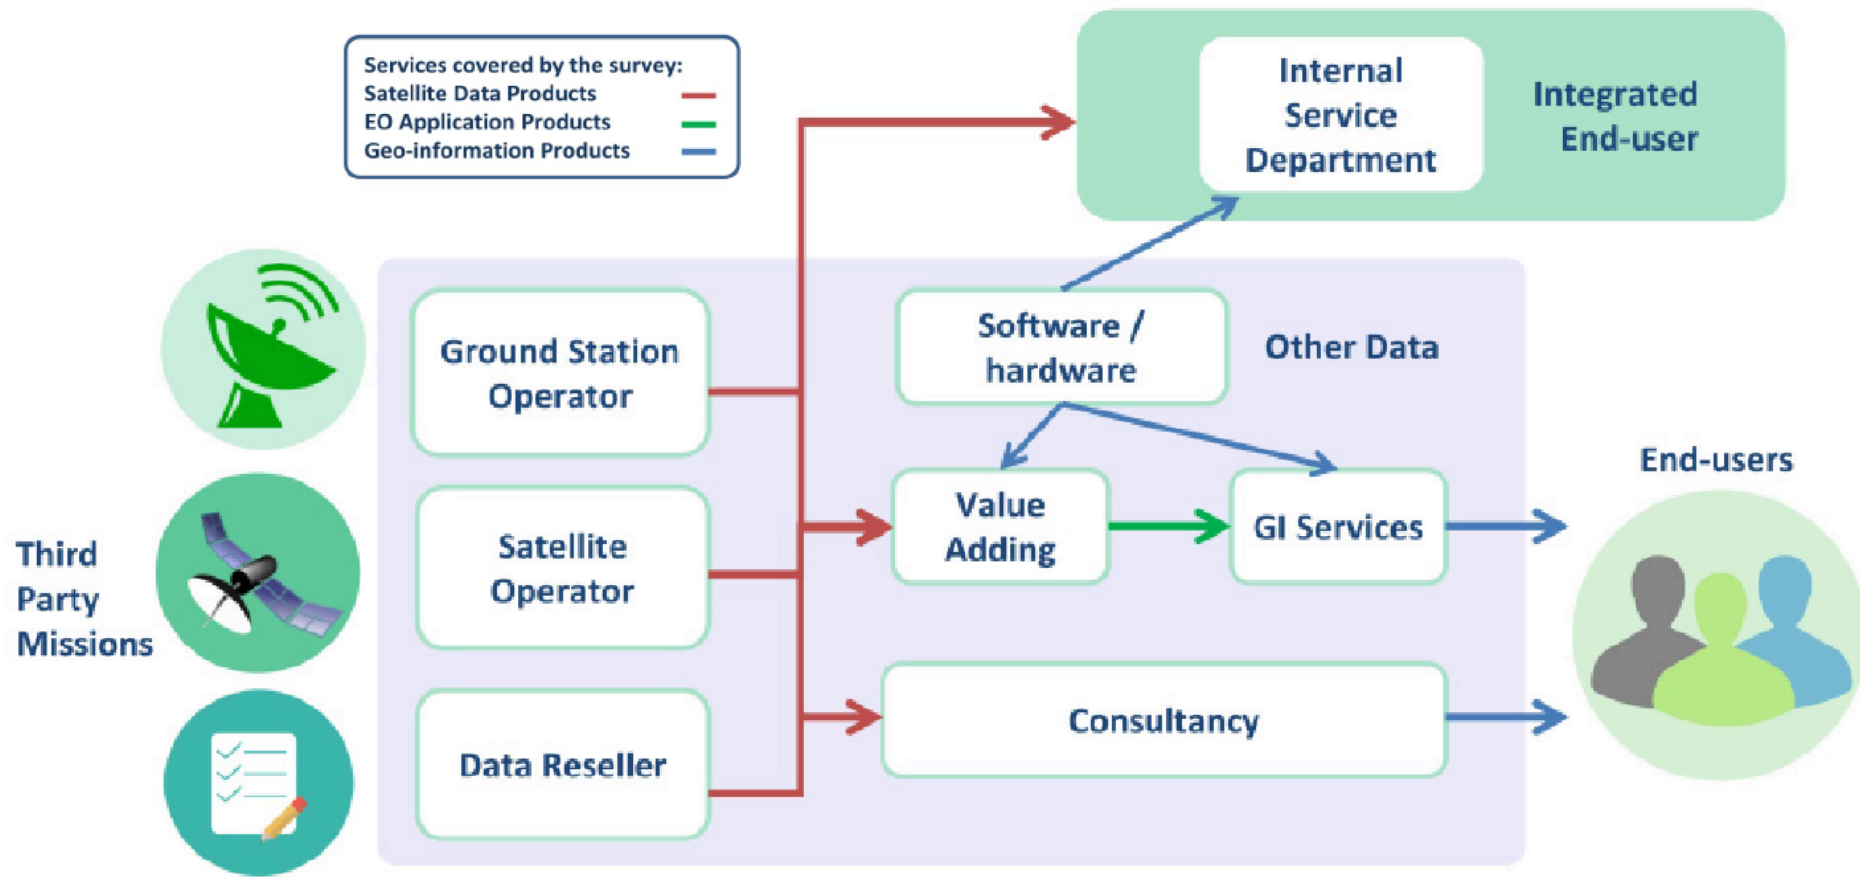 Services covered by the survey:
Satellite Data Products
EO Application Products
Geo-information Products
Internal
Service
Department
Integrated
End-user
Ground Station
Operator
Software /
hardware
Other Data
Third
Party
Missions
Satellite
Operator
Value
Adding
GI Services
End-users
Data Reseller
Consultancy